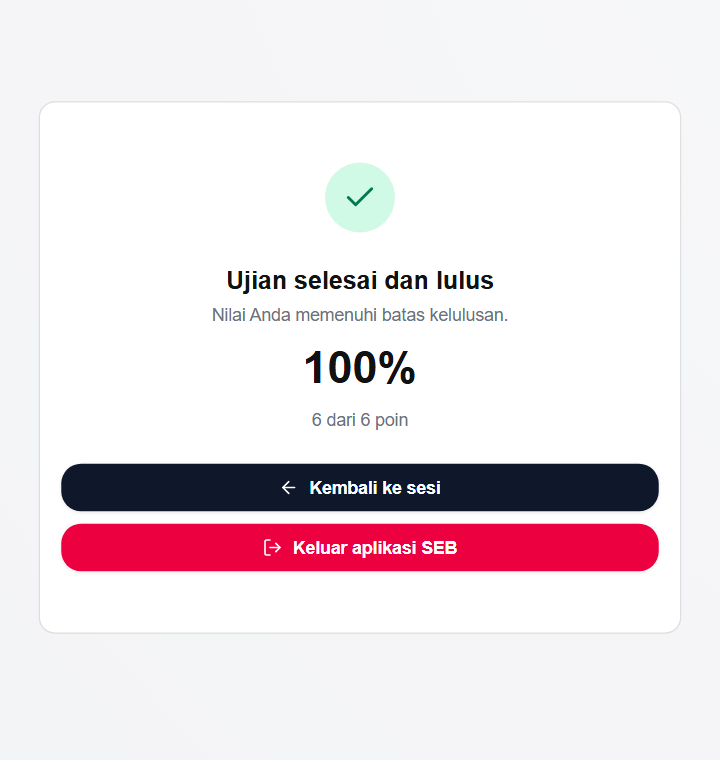 Ujian selesai dan lulus
Nilai Anda memenuhi batas kelulusan.
100%
6 dari 6 poin
Kembali ke sesi
Keluar aplikasi SEB